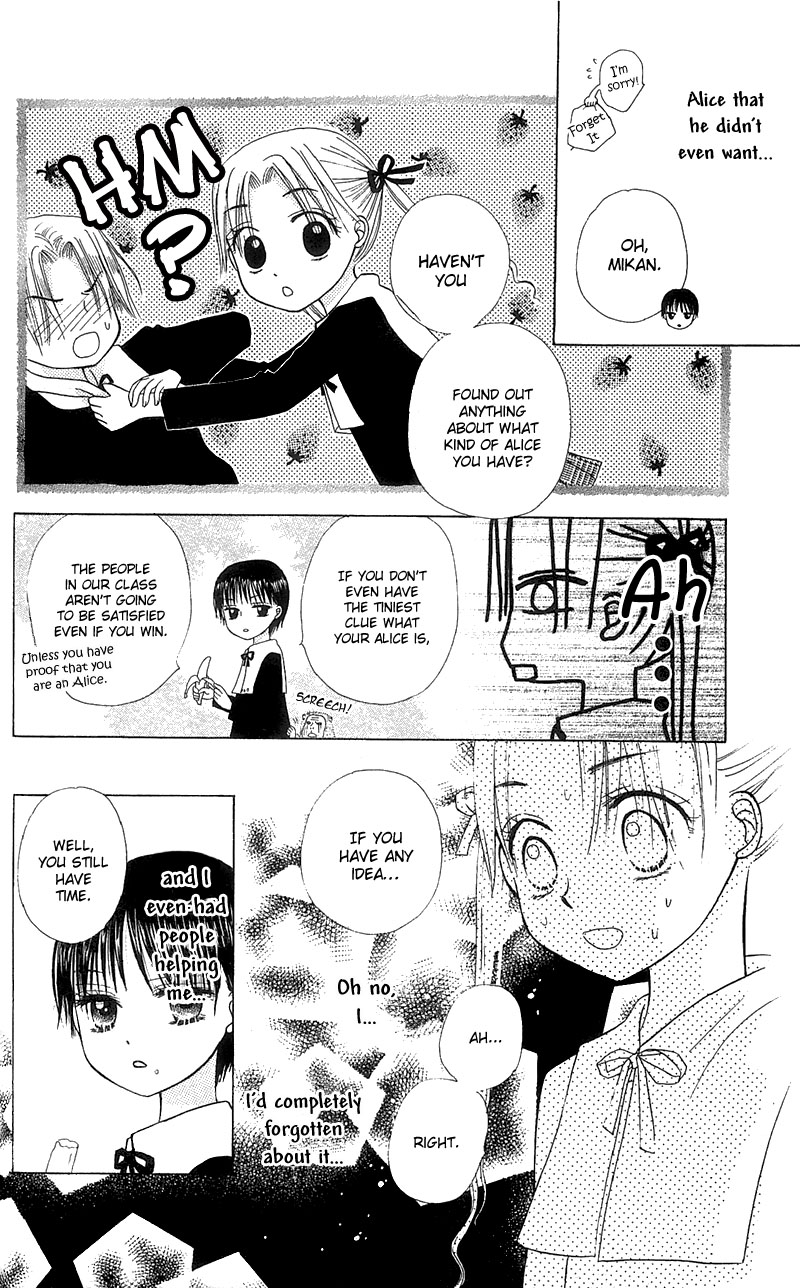 Alice that
he didn't
even want...
I'm
sorry!
Forget
It
OH,
MIKAN.
HM
?
HAVEN'T
YOU
FOUND OUT
ANYTHING
ABOUT WHAT
KIND OF ALICE
YOU HAVE?
Ah
...
IF YOU DON'T
EVEN HAVE
THE TINIEST
CLUE WHAT
YOUR ALICE IS,
SCREECH!
THE PEOPLE
IN OUR CLASS
AREN'T GOING
TO BE SATISFIED
EVEN IF YOU WIN.
Unless you have
proof that you
are an Alice.
IF YOU
HAVE ANY
IDEA...
AH...
RIGHT.
Oh no,
I...
I'd completely
forgotten
about it...
WELL,
YOU STILL
HAVE
TIME.
and I
even had
people
helping
me...